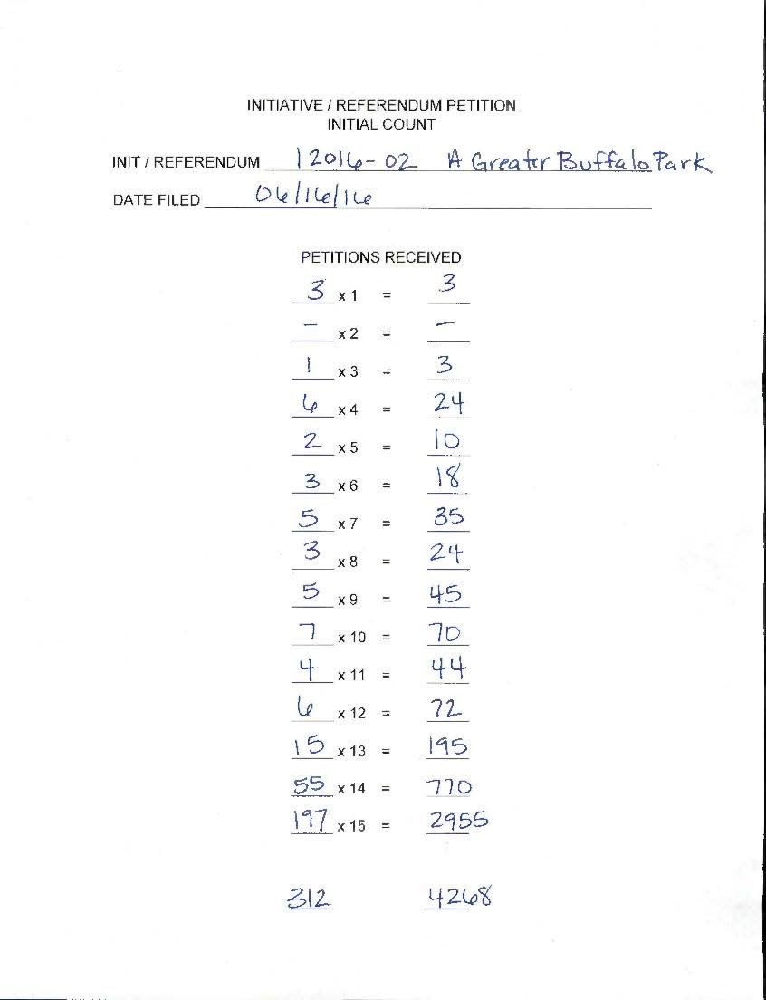 INITIATIVE / REFERENDUM PETITION
INITIAL COUNT
INIT / REFERENDUM I 2016-02 A Greater Buffalo Park
DATE FILED 06/16/16
PETITIONS RECEIVED
3 x 1 = 3
- x 2 = -
1 x 3 = 3
6 x 4 = 24
2 x 5 = 10
3 x 6 = 18
5 x 7 = 35
3 x 8 = 24
5 x 9 = 45
7 x 10 = 70
4 x 11 = 44
6 x 12 = 72
15 x 13 = 195
55 x 14 = 770
197 x 15 = 2955
312 4268